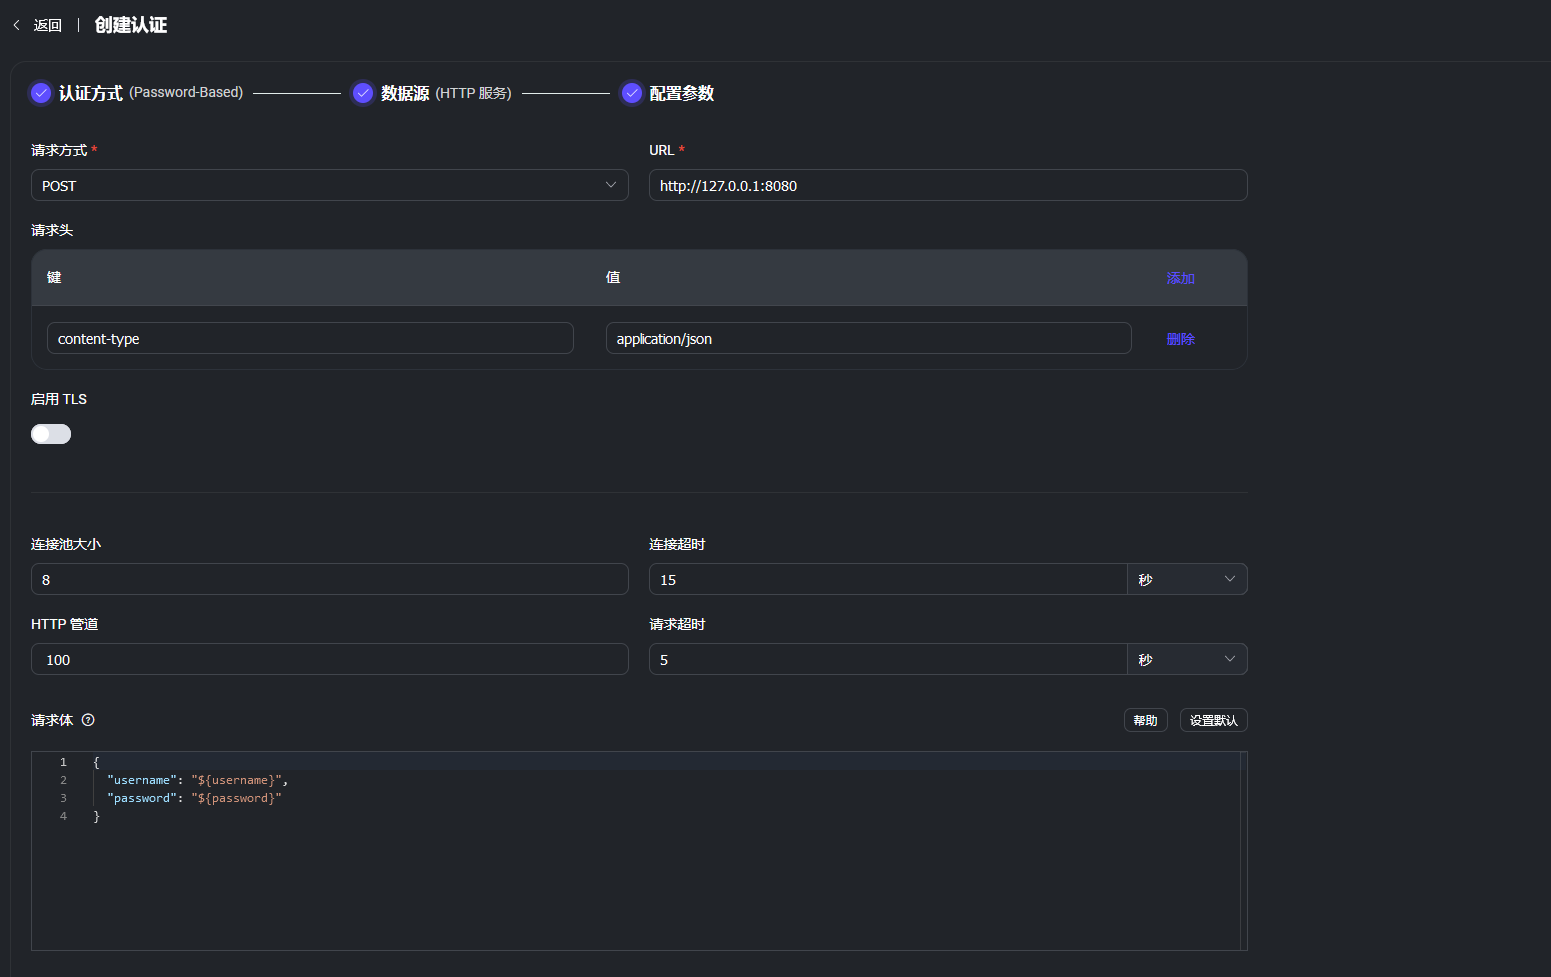 返回 | 创建认证
认证方式 (Password-Based) 数据源 (HTTP 服务) 配置参数
请求方式 * URL *
POST http://127.0.0.1:8080
请求头
键 值 添加
content-type application/json 删除
启用 TLS
连接池大小 连接超时
8 15 秒
HTTP 管道 请求超时
100 5 秒
请求体 帮助 设置默认
1 {
2 "username": "${username}",
3 "password": "${password}"
4 }